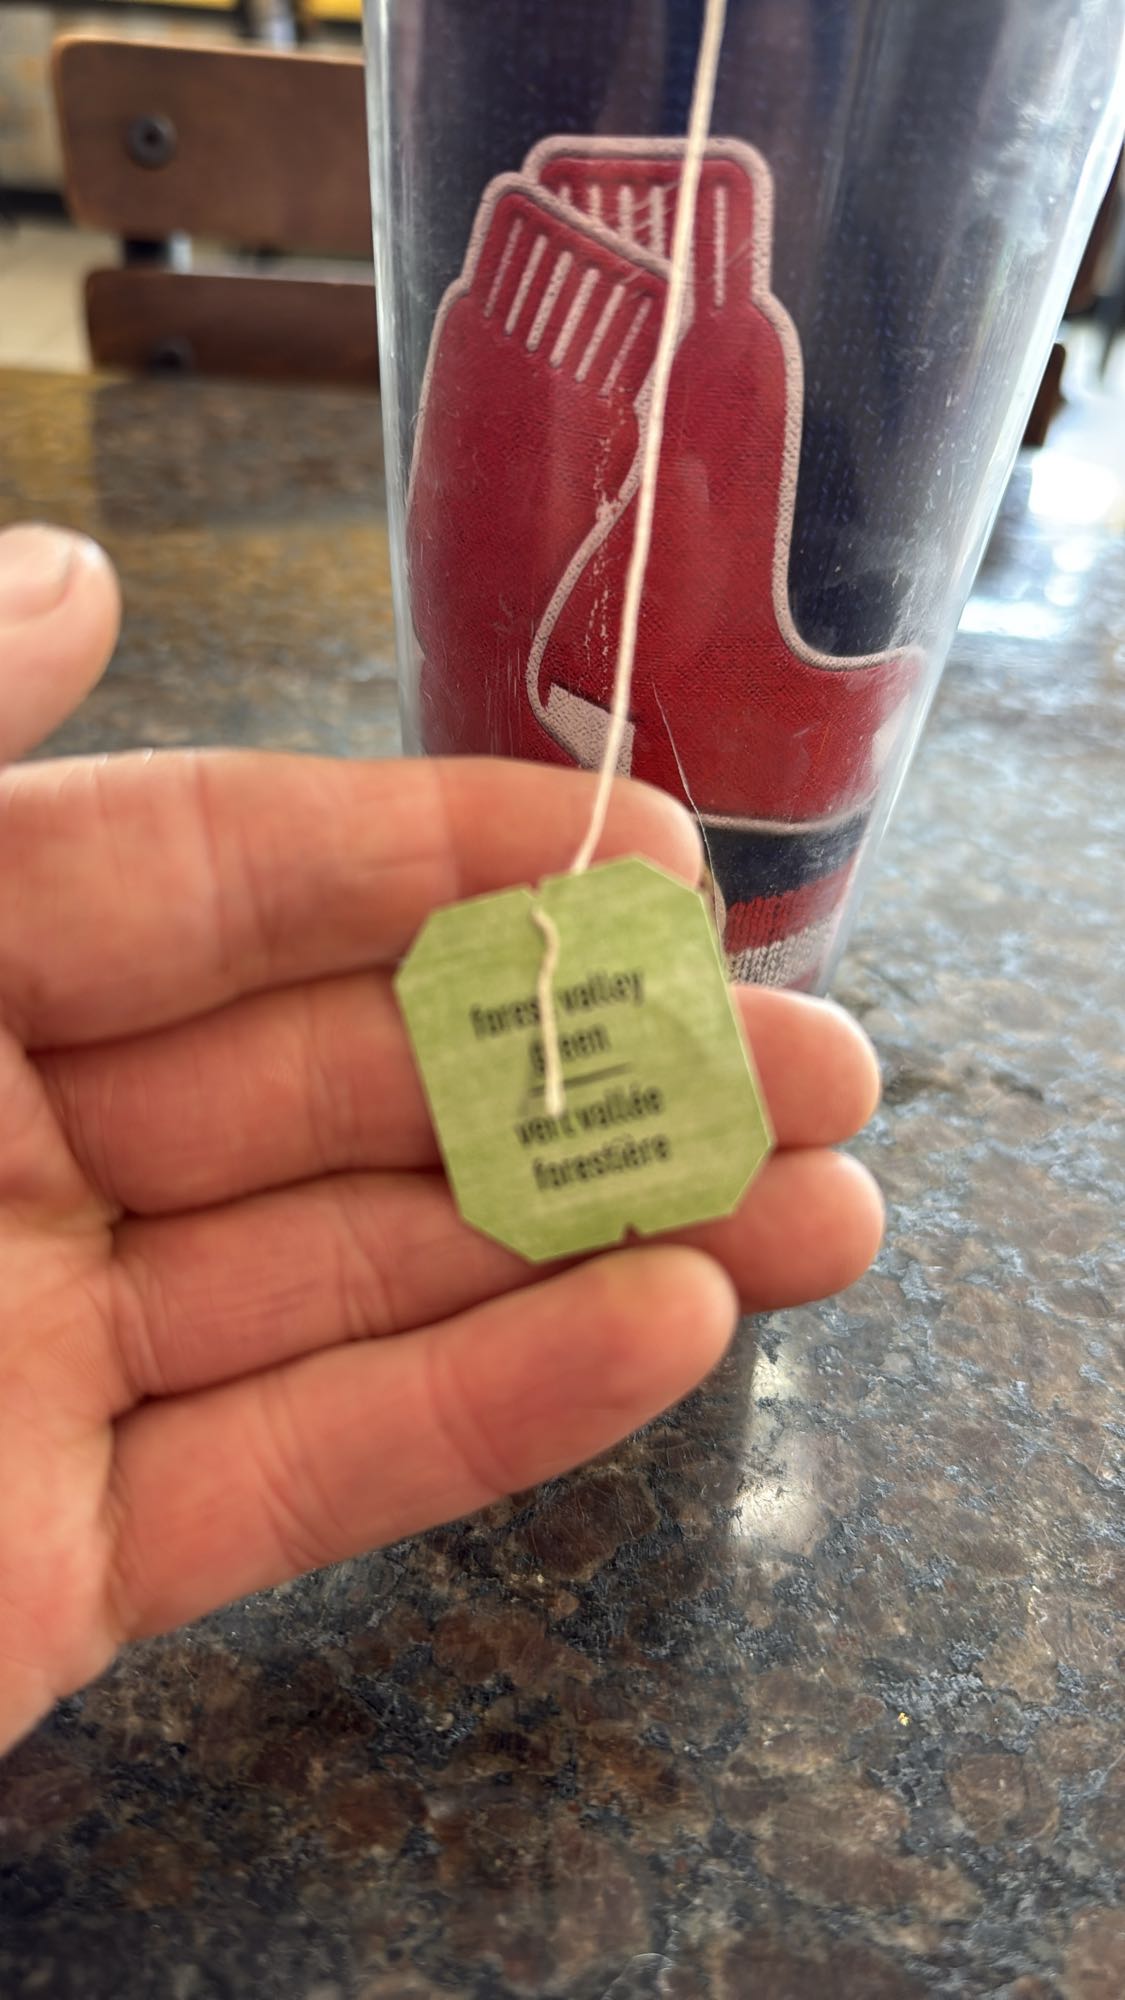 forest valley
green
vert vallée
forestière